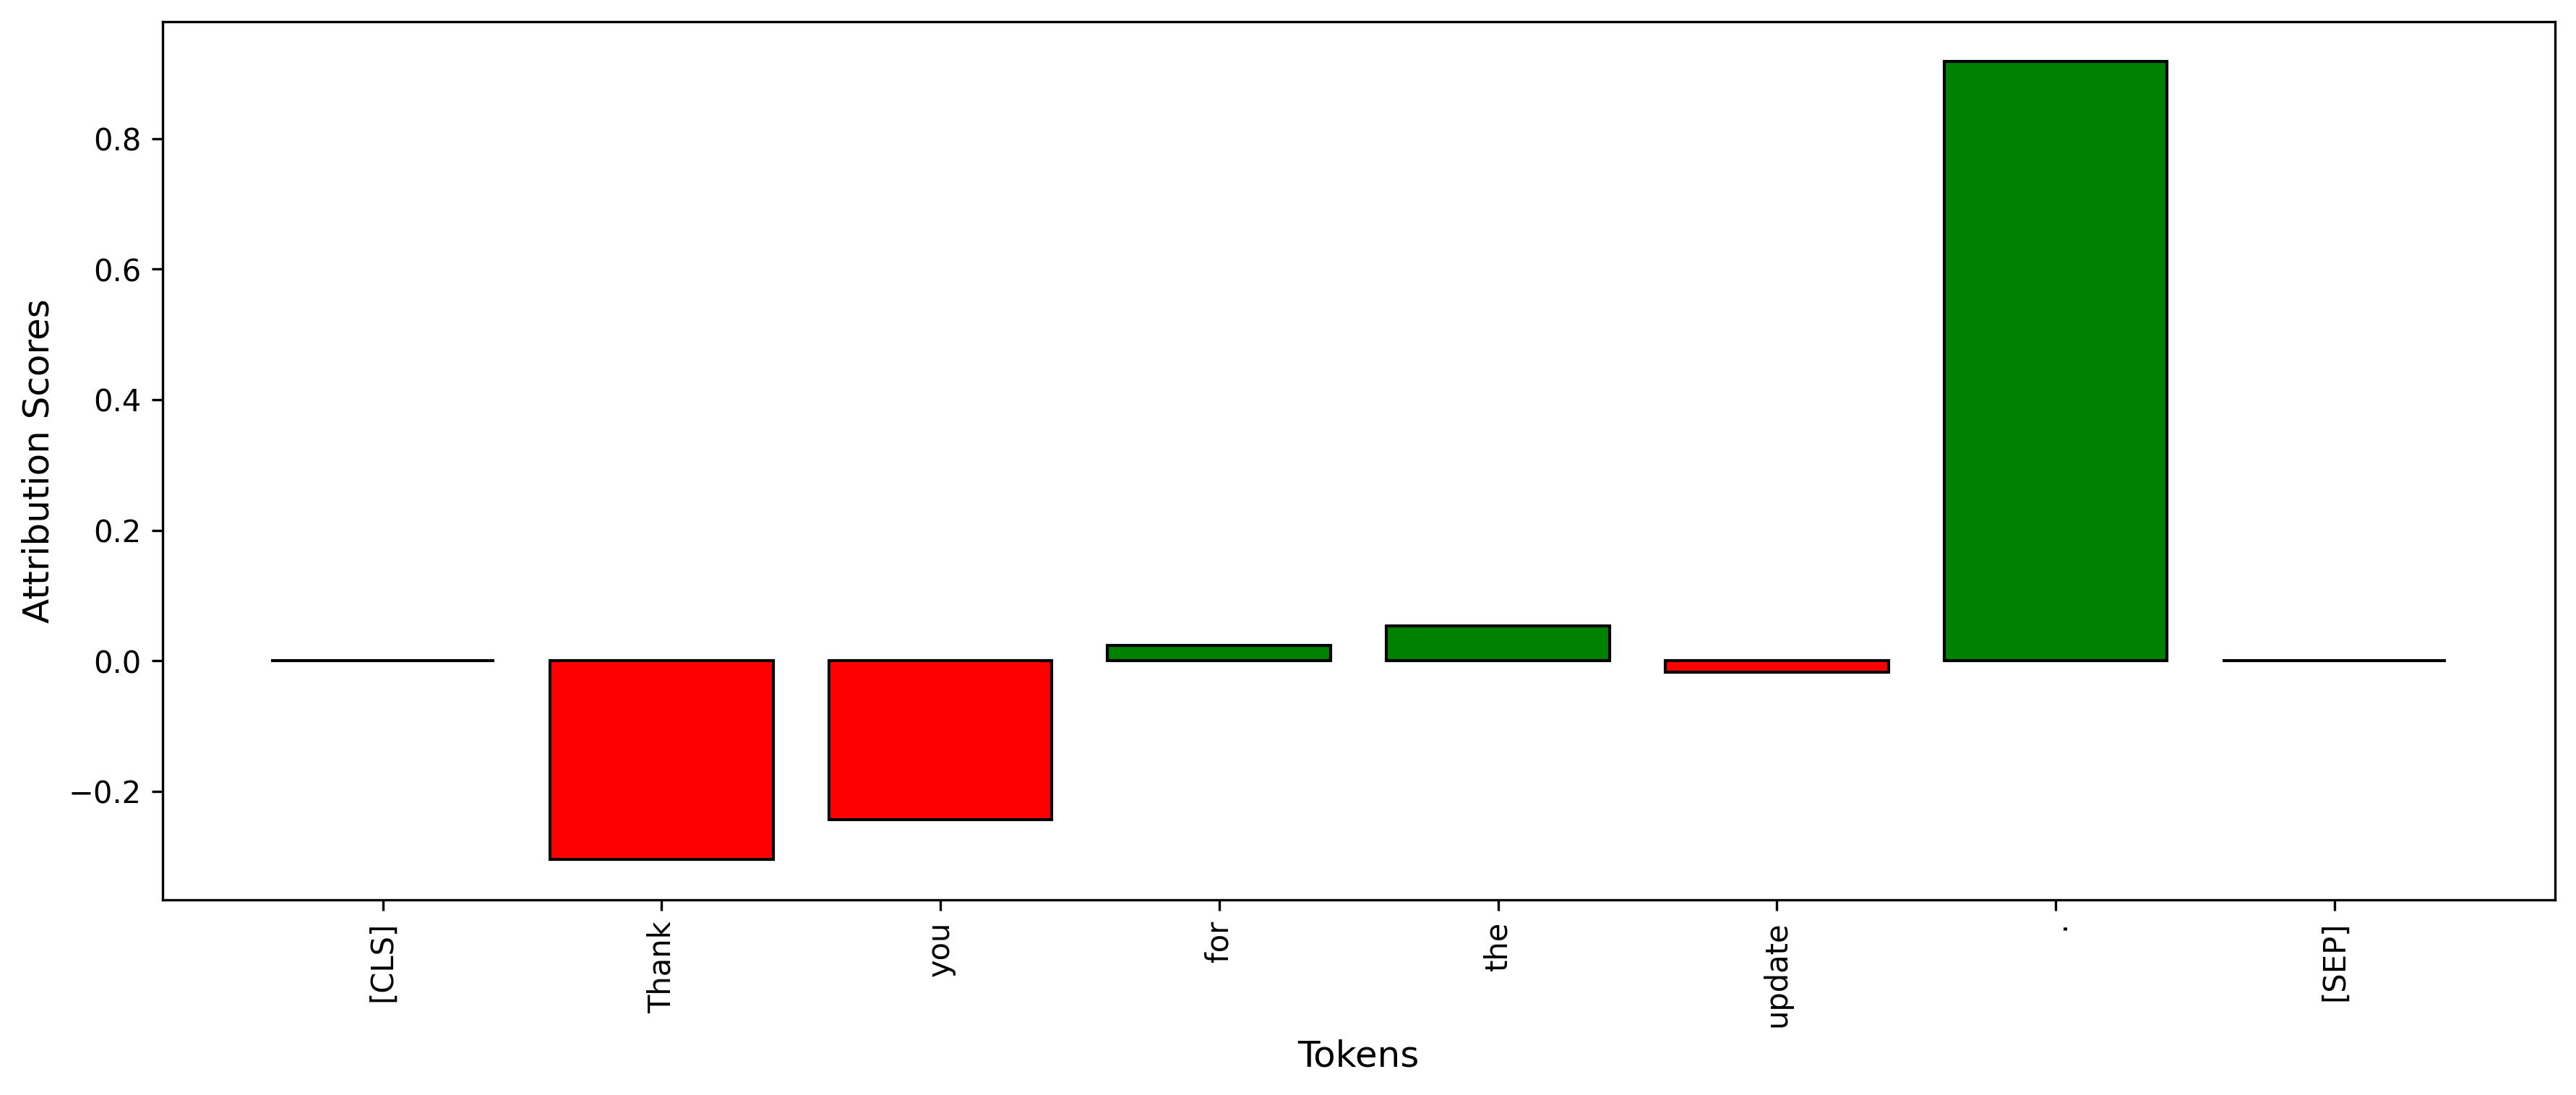 Attribution Scores
0.8
0.6
0.4
0.2
0.0
−0.2
[CLS]
Thank
you
for
the
update
.
[SEP]
Tokens